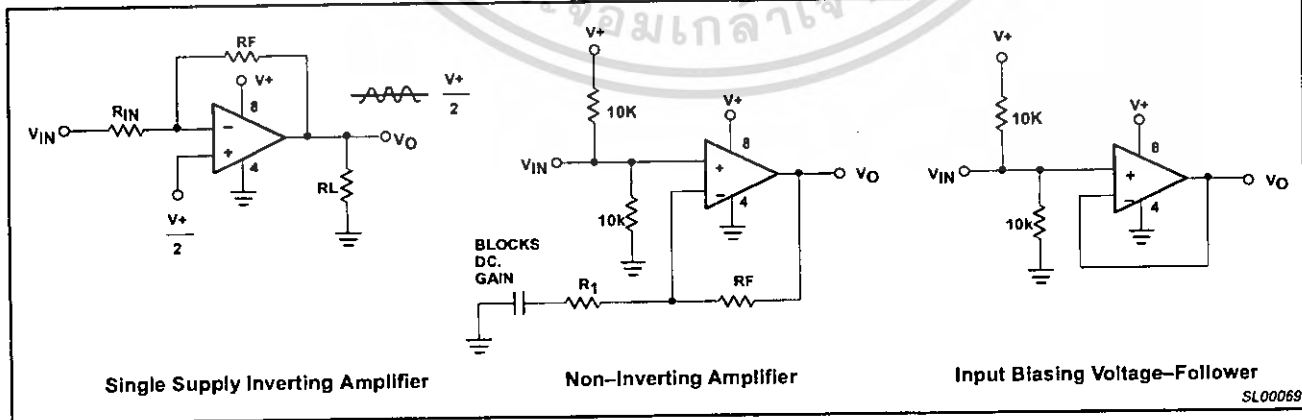 RF
V+
8
RIN
VIN
−
+
4
VO
RL
V+
2
V+
2
Single Supply Inverting Amplifier
V+
10K
V+
8
VIN
+
−
4
VO
10k
BLOCKS
DC.
GAIN
R1
RF
Non–Inverting Amplifier
V+
10K
V+
8
VIN
+
−
4
VO
10k
Input Biasing Voltage–Follower
SL00069